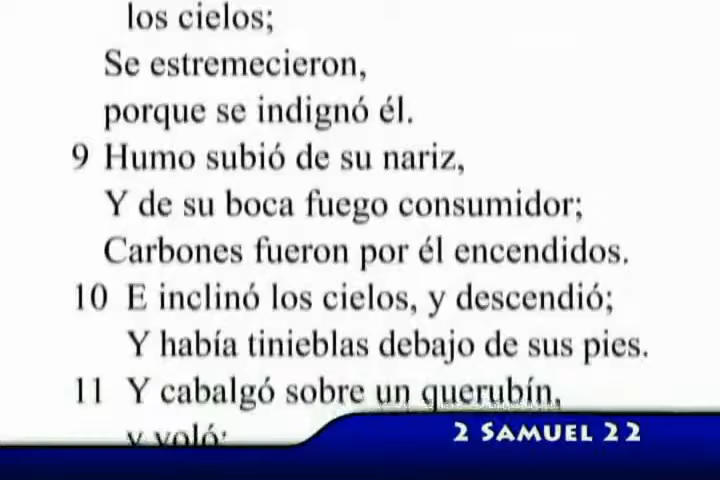 los cielos;
Se estremecieron,
porque se indignó él.
9 Humo subió de su nariz,
Y de su boca fuego consumidor;
Carbones fueron por él encendidos.
10 E inclinó los cielos, y descendió;
Y había tinieblas debajo de sus pies.
11 Y cabalgó sobre un querubín,
y voló;
2 SAMUEL 22